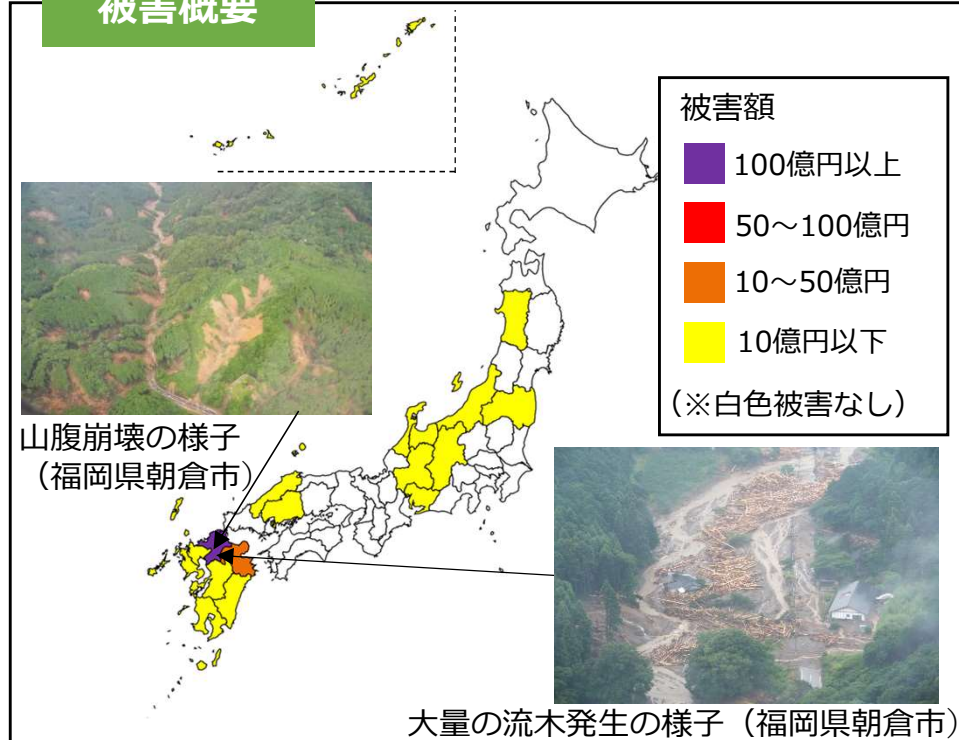 被害概要
被害額
100億円以上
50～100億円
10～50億円
10億円以下
（※白色被害なし）
山腹崩壊の様子
（福岡県朝倉市）
大量の流木発生の様子（福岡県朝倉市）